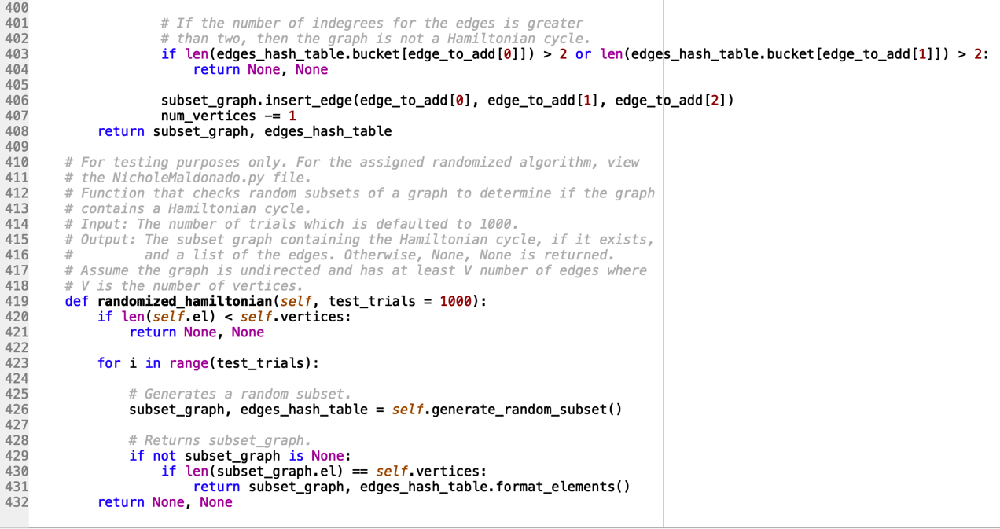 400
401                 # If the number of indegrees for the edges is greater
402                 # than two, then the graph is not a Hamiltonian cycle.
403                 if len(edges_hash_table.bucket[edge_to_add[0]]) > 2 or len(edges_hash_table.bucket[edge_to_add[1]]) > 2:
404                     return None, None
405
406                 subset_graph.insert_edge(edge_to_add[0], edge_to_add[1], edge_to_add[2])
407                 num_vertices -= 1
408         return subset_graph, edges_hash_table
409
410     # For testing purposes only. For the assigned randomized algorithm, view
411     # the NicholeMaldonado.py file.
412     # Function that checks random subsets of a graph to determine if the graph
413     # contains a Hamiltonian cycle.
414     # Input: The number of trials which is defaulted to 1000.
415     # Output: The subset graph containing the Hamiltonian cycle, if it exists,
416     #         and a list of the edges. Otherwise, None, None is returned.
417     # Assume the graph is undirected and has at least V number of edges where
418     # V is the number of vertices.
419     def randomized_hamiltonian(self, test_trials = 1000):
420         if len(self.el) < self.vertices:
421             return None, None
422
423         for i in range(test_trials):
424
425             # Generates a random subset.
426             subset_graph, edges_hash_table = self.generate_random_subset()
427
428             # Returns subset_graph.
429             if not subset_graph is None:
430                 if len(subset_graph.el) == self.vertices:
431                     return subset_graph, edges_hash_table.format_elements()
432         return None, None